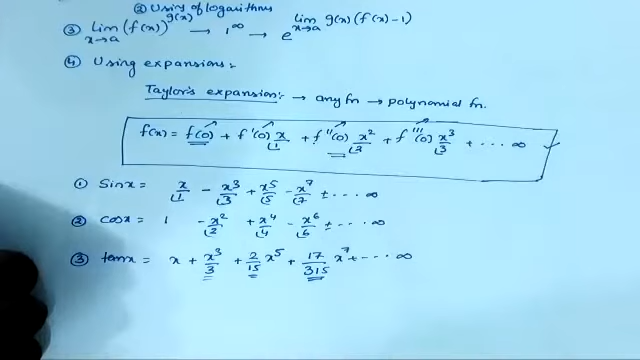 ② Using of logarithms
③ lim x→a (f(x))^g(x) → 1^∞ → e^lim x→a g(x) (f(x)-1)
④ Using expansions:-
Taylor's expansion:- → any fn → polynomial fn.
f(x) = f(0) + f'(0) x/⌊1 + f''(0) x²/⌊2 + f'''(0) x³/⌊3 + .... ∞
① Sinx = x/⌊1 - x³/⌊3 + x⁵/⌊5 - x⁷/⌊7 + .... ∞
② cosx = 1 - x²/⌊2 + x⁴/⌊4 - x⁶/⌊6 + .... ∞
③ tanx = x + x³/3 + 2/15 x⁵ + 17/315 x⁷ + .... ∞